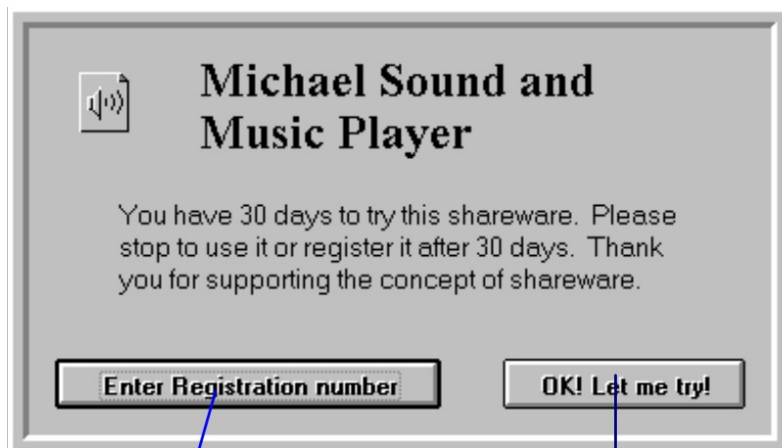 Michael Sound and
Music Player
You have 30 days to try this shareware. Please
stop to use it or register it after 30 days. Thank
you for supporting the concept of shareware.
Enter Registration number
OK! Let me try!